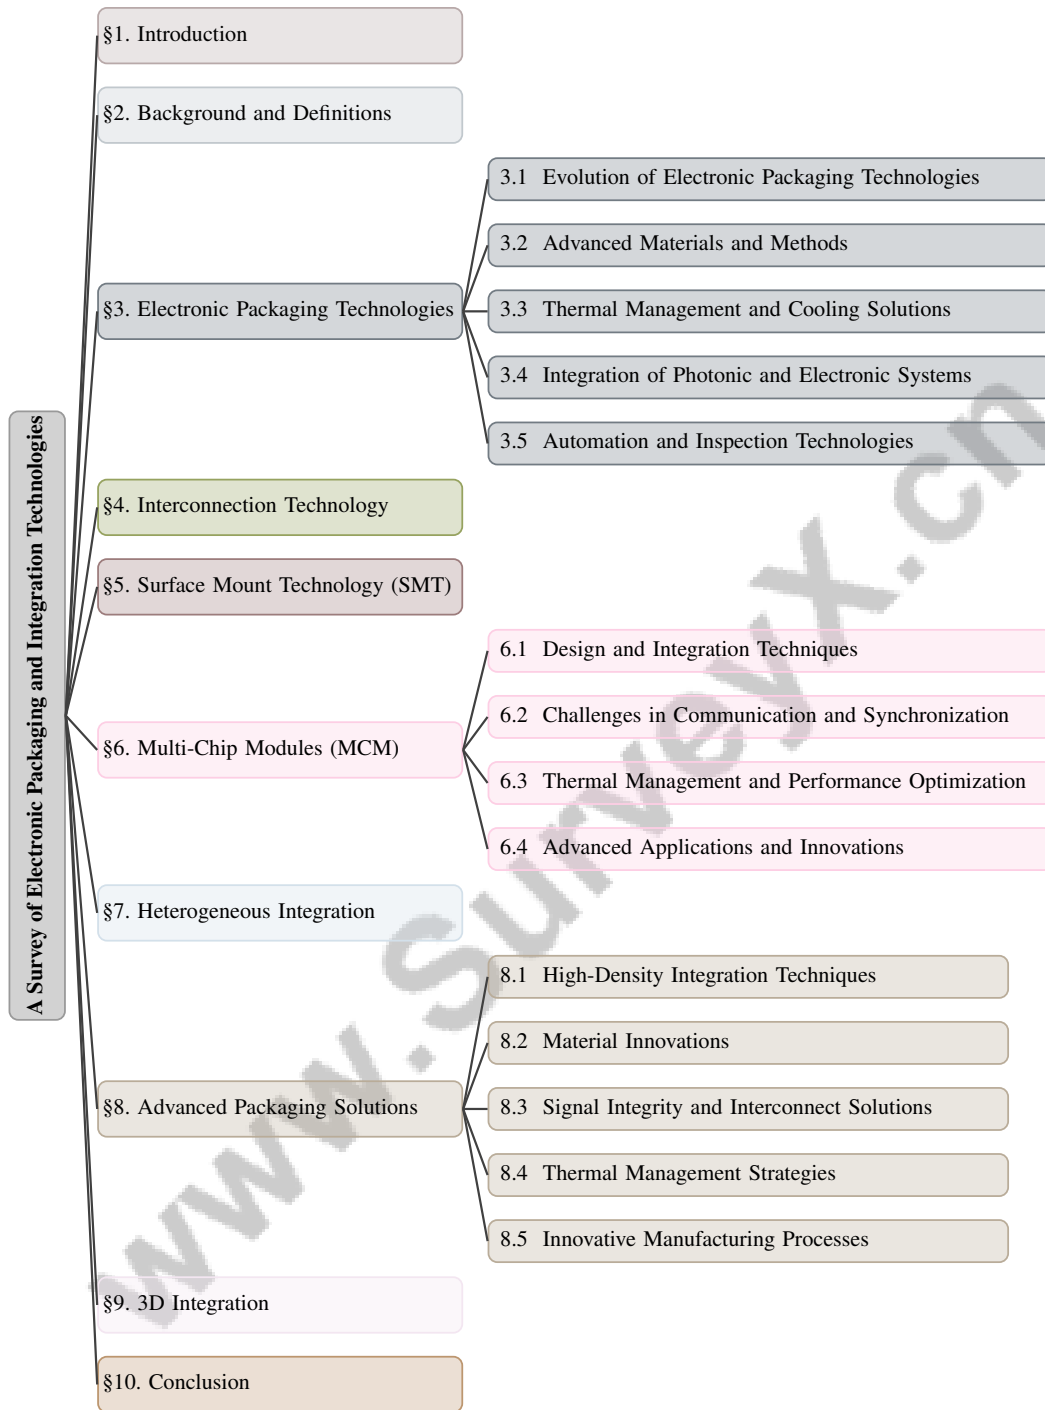 A Survey of Electronic Packaging and Integration Technologies
§1. Introduction
§2. Background and Definitions
§3. Electronic Packaging Technologies
3.1 Evolution of Electronic Packaging Technologies
3.2 Advanced Materials and Methods
3.3 Thermal Management and Cooling Solutions
3.4 Integration of Photonic and Electronic Systems
3.5 Automation and Inspection Technologies
§4. Interconnection Technology
§5. Surface Mount Technology (SMT)
§6. Multi-Chip Modules (MCM)
6.1 Design and Integration Techniques
6.2 Challenges in Communication and Synchronization
6.3 Thermal Management and Performance Optimization
6.4 Advanced Applications and Innovations
§7. Heterogeneous Integration
§8. Advanced Packaging Solutions
8.1 High-Density Integration Techniques
8.2 Material Innovations
8.3 Signal Integrity and Interconnect Solutions
8.4 Thermal Management Strategies
8.5 Innovative Manufacturing Processes
§9. 3D Integration
§10. Conclusion
www.surveyx.cn